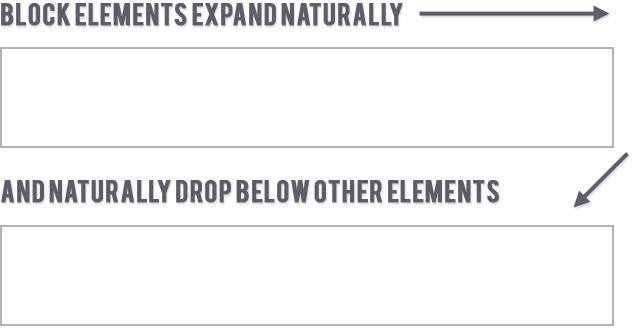 BLOCK ELEMENTS EXPAND NATURALLY
AND NATURALLY DROP BELOW OTHER ELEMENTS